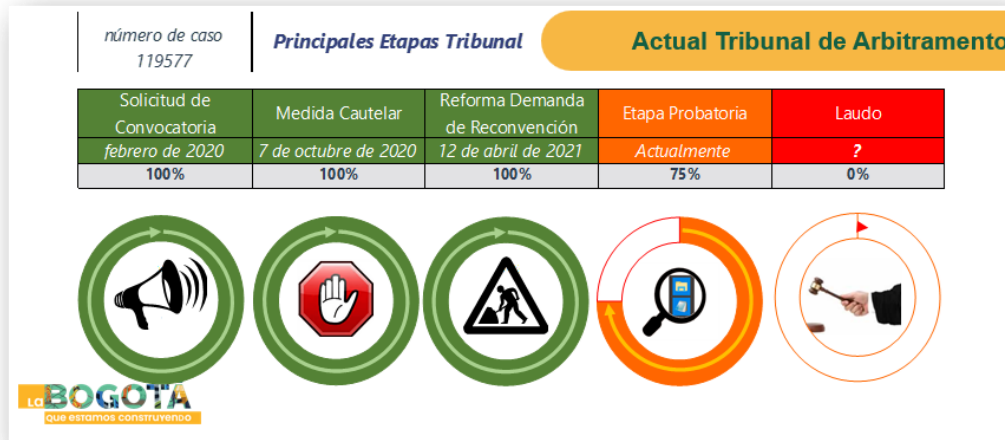 número de caso
119577
Principales Etapas Tribunal
Actual Tribunal de Arbitramento
Solicitud de
Convocatoria
Medida Cautelar
Reforma Demanda
de Reconvención
Etapa Probatoria
Laudo
febrero de 2020
7 de octubre de 2020
12 de abril de 2021
Actualmente
?
100%
100%
100%
75%
0%
LA BOGOTÁ
que estamos construyendo